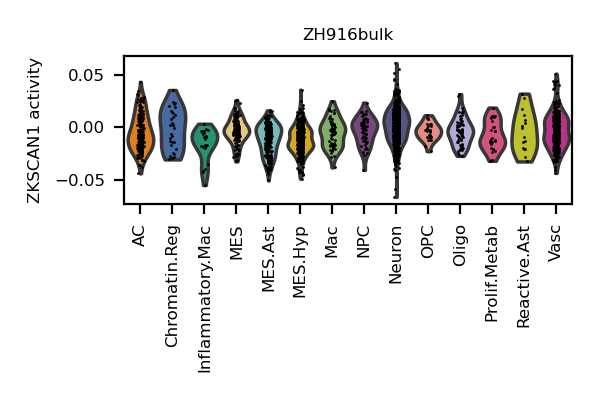 ZH916bulk
ZKSCAN1 activity
0.05
0.00
−0.05
AC
Chromatin.Reg
Inflammatory.Mac
MES
MES.Ast
MES.Hyp
Mac
NPC
Neuron
OPC
Oligo
Prolif.Metab
Reactive.Ast
Vasc